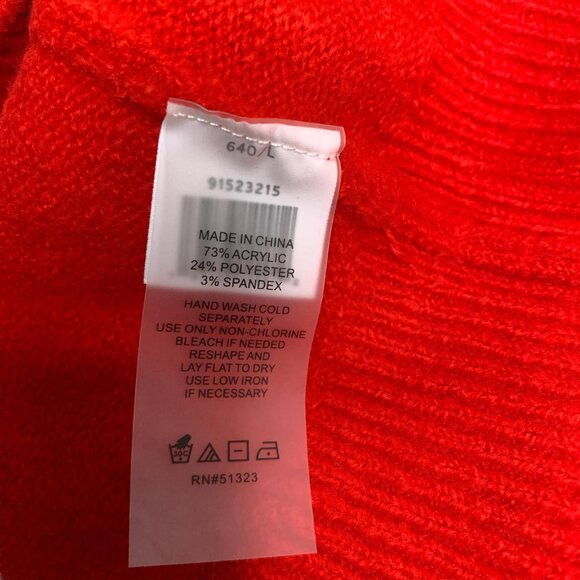 640/L
91523215
MADE IN CHINA
73% ACRYLIC
24% POLYESTER
3% SPANDEX
HAND WASH COLD
SEPARATELY
USE ONLY NON-CHLORINE
BLEACH IF NEEDED
RESHAPE AND
LAY FLAT TO DRY
USE LOW IRON
IF NECESSARY
30C
RN#51323